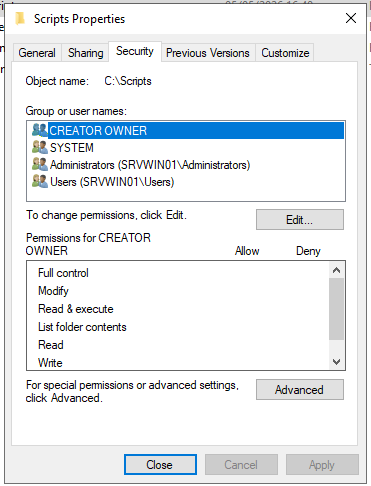 Scripts Properties
General
Sharing
Security
Previous Versions
Customize
Object name: C:\Scripts
Group or user names:
CREATOR OWNER
SYSTEM
Administrators (SRVWIN01\Administrators)
Users (SRVWIN01\Users)
To change permissions, click Edit.
Edit...
Permissions for CREATOR
OWNER
Allow
Deny
Full control
Modify
Read & execute
List folder contents
Read
Write
For special permissions or advanced settings,
click Advanced.
Advanced
Close
Cancel
Apply